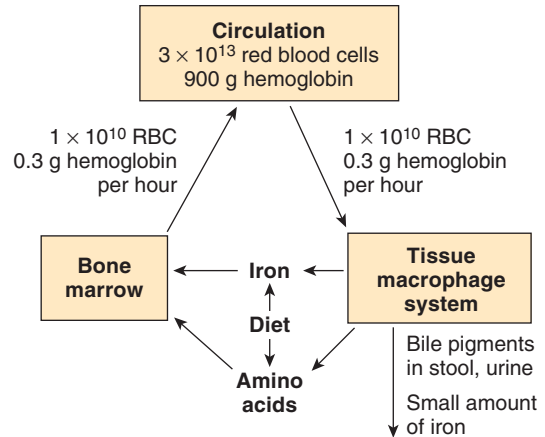 Circulation
3 × 10¹³ red blood cells
900 g hemoglobin
1 × 10¹⁰ RBC
0.3 g hemoglobin
per hour
1 × 10¹⁰ RBC
0.3 g hemoglobin
per hour
Bone
marrow
Iron
Diet
Amino
acids
Tissue
macrophage
system
Bile pigments
in stool, urine
Small amount
of iron